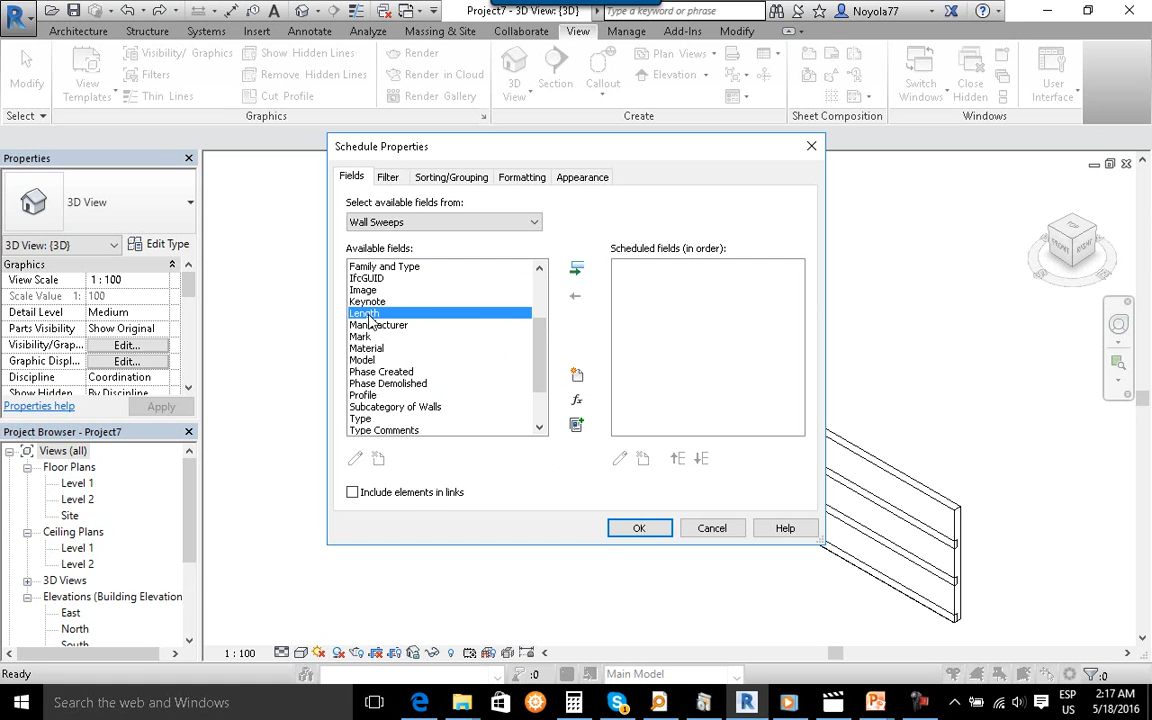 Project7 - 3D View: {3D}
Type a keyword or phrase
Noyola77
Architecture Structure Systems Insert Annotate Analyze Massing & Site Collaborate View Manage Add-Ins Modify
Modify
View Templates
Visibility/ Graphics
Filters
Thin Lines
Show Hidden Lines
Remove Hidden Lines
Cut Profile
Render
Render in Cloud
Render Gallery
3D View
Section
Callout
Plan Views
Elevation
Switch Windows
Close Hidden
User Interface
Select
Graphics
Create
Sheet Composition
Windows
Properties
3D View
3D View: {3D}
Edit Type
Graphics
View Scale 1 : 100
Scale Value 1: 100
Detail Level Medium
Parts Visibility Show Original
Visibility/Grap... Edit...
Graphic Displ... Edit...
Discipline Coordination
Show Hidden By Discipline
Properties help
Apply
Project Browser - Project7
Views (all)
Floor Plans
Level 1
Level 2
Site
Ceiling Plans
Level 1
Level 2
3D Views
Elevations (Building Elevation
East
North
South
Schedule Properties
Fields Filter Sorting/Grouping Formatting Appearance
Select available fields from:
Wall Sweeps
Available fields:
Family and Type
IfcGUID
Image
Keynote
Length
Manufacturer
Mark
Material
Model
Phase Created
Phase Demolished
Profile
Subcategory of Walls
Type
Type Comments
Scheduled fields (in order):
fx
Include elements in links
OK Cancel Help
FRONT RIGHT
1 : 100
Ready
:0
Main Model
:0
Search the web and Windows
ESP
US
2:17 AM
5/18/2016